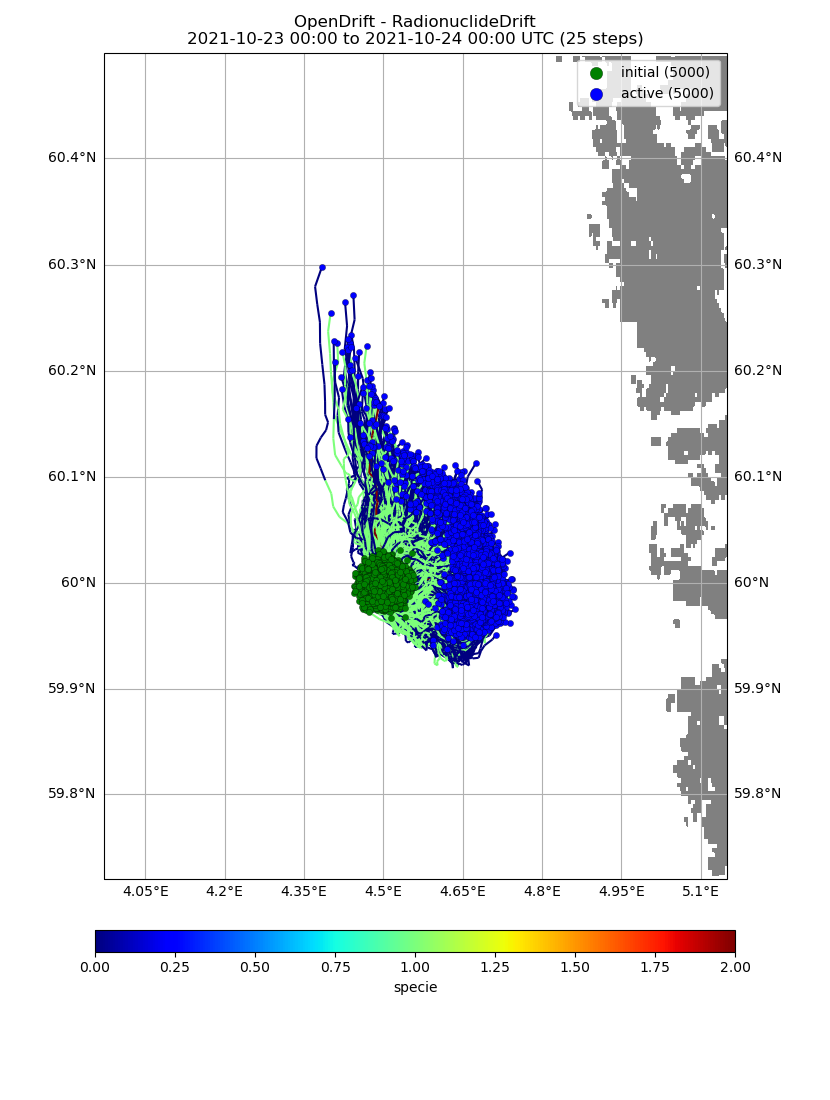 OpenDrift - RadionuclideDrift
2021-10-23 00:00 to 2021-10-24 00:00 UTC (25 steps)
initial (5000)
active (5000)
60.4°N 60.4°N
60.3°N 60.3°N
60.2°N 60.2°N
60.1°N 60.1°N
60°N 60°N
59.9°N 59.9°N
59.8°N 59.8°N
4.05°E 4.2°E 4.35°E 4.5°E 4.65°E 4.8°E 4.95°E 5.1°E
0.00 0.25 0.50 0.75 1.00 1.25 1.50 1.75 2.00
specie